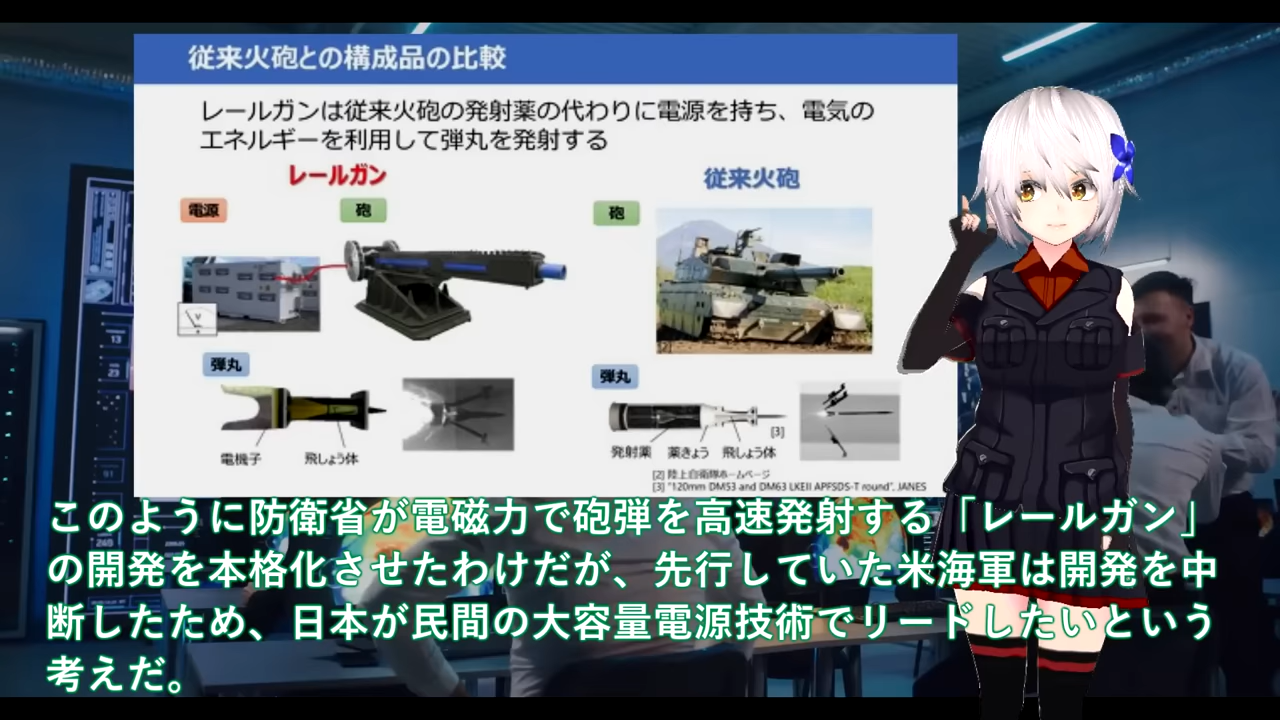 従来火砲との構成品の比較
レールガンは従来火砲の発射薬の代わりに電源を持ち、電気の
エネルギーを利用して弾丸を発射する
レールガン
従来火砲
電源
砲
砲
V
[2]
弾丸
弾丸
電機子
飛しょう体
発射薬
薬きょう
飛しょう体
[3]
[2] 陸上自衛隊ホームページ
[3] "120mm DM53 and DM63 LKEII APFSDS-T round", JANES
13
23
91
240
このように防衛省が電磁力で砲弾を高速発射する「レールガン」
の開発を本格化させたわけだが、先行していた米海軍は開発を中
断したため、日本が民間の大容量電源技術でリードしたいという
考えだ。